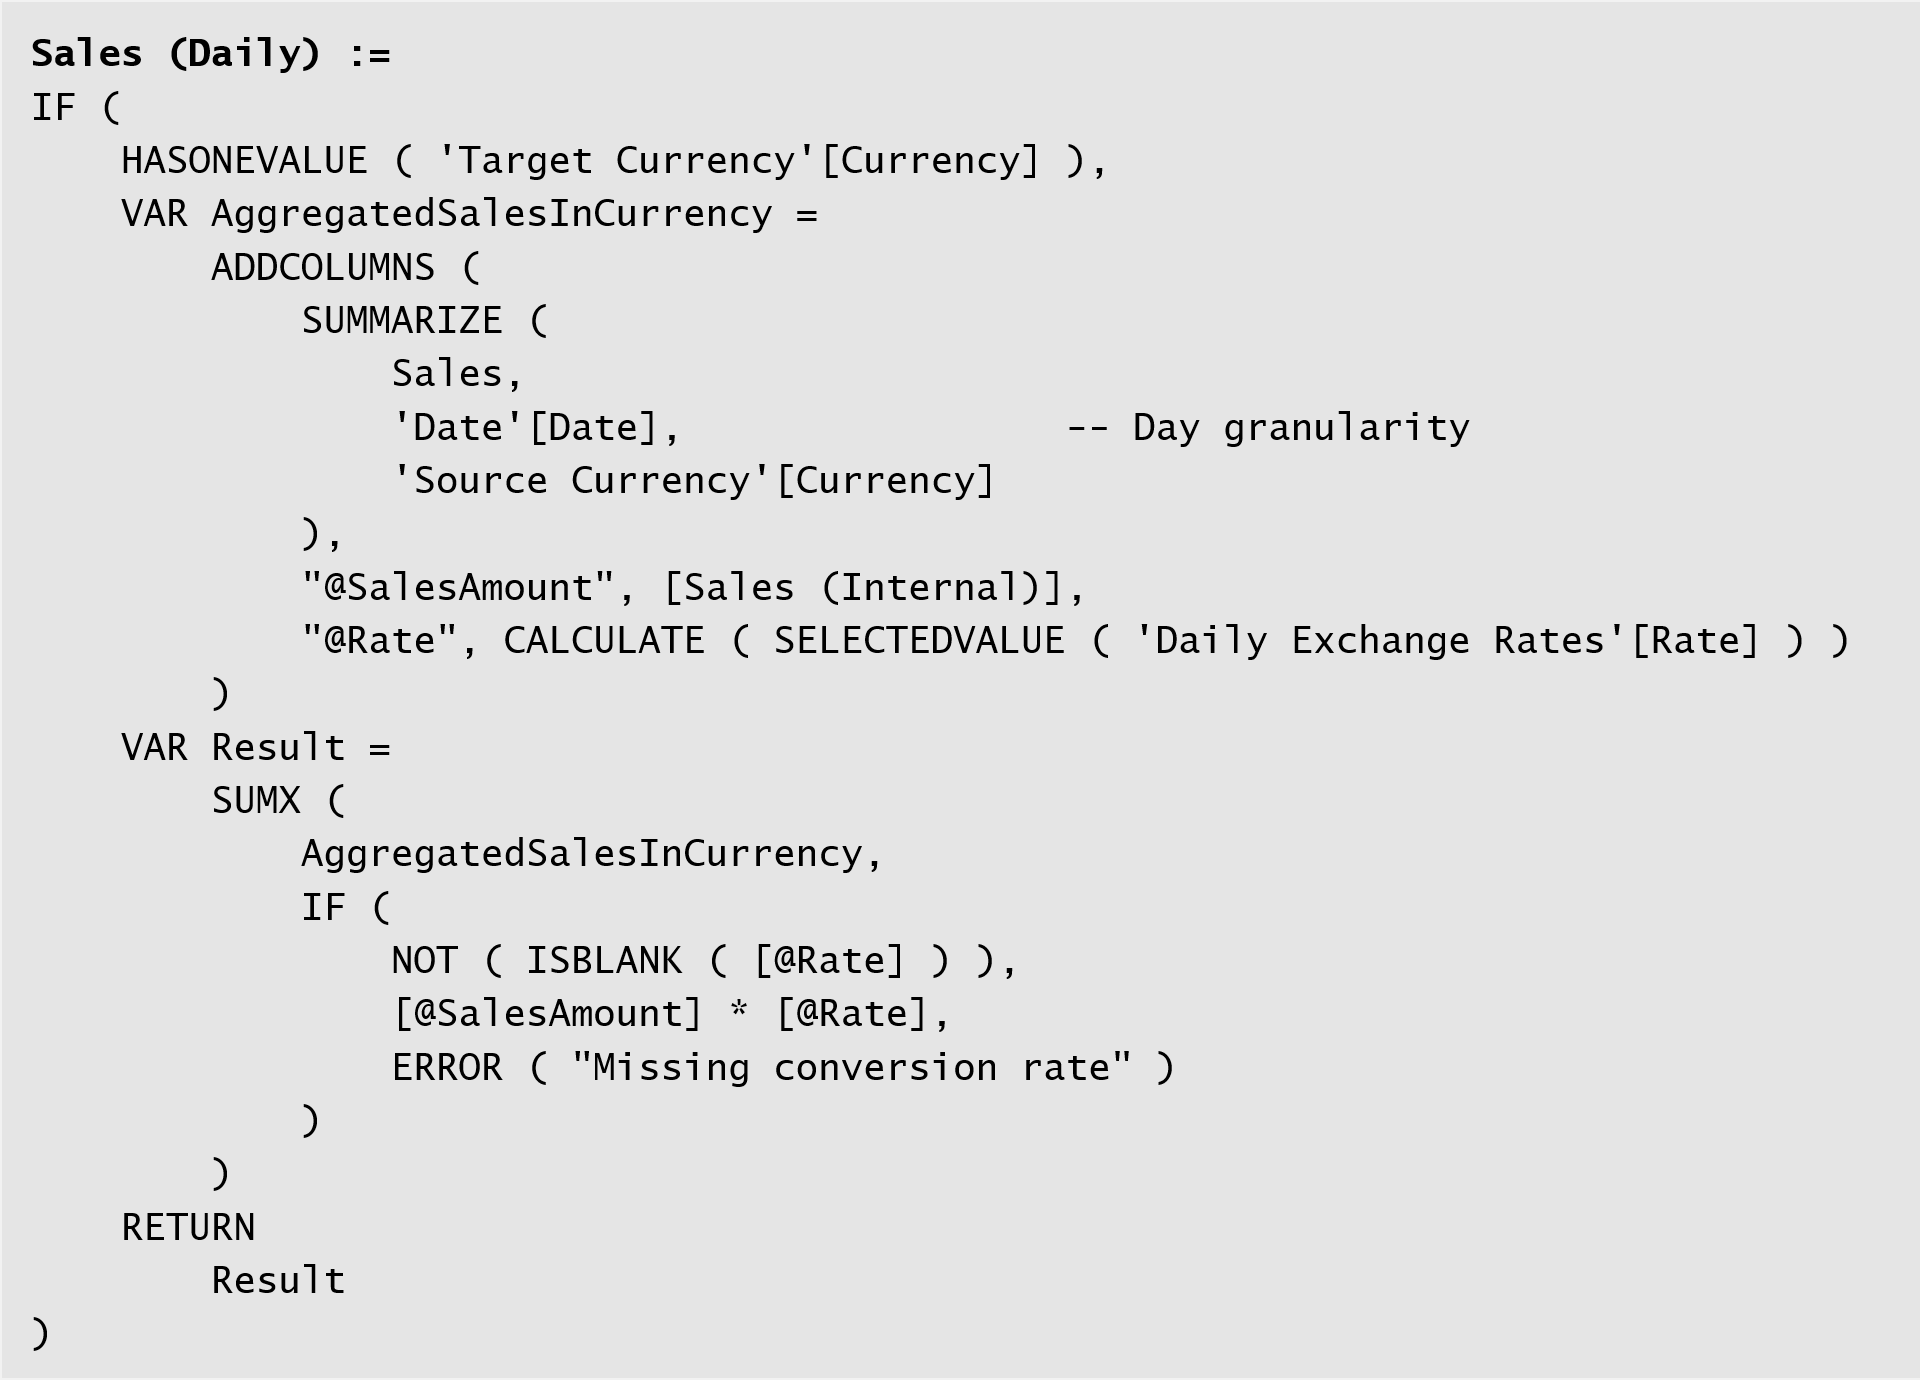 Sales (Daily) :=
IF (
    HASONEVALUE ( 'Target Currency'[Currency] ),
    VAR AggregatedSalesInCurrency =
        ADDCOLUMNS (
            SUMMARIZE (
                Sales,
                'Date'[Date],                 -- Day granularity
                'Source Currency'[Currency]
            ),
            "@SalesAmount", [Sales (Internal)],
            "@Rate", CALCULATE ( SELECTEDVALUE ( 'Daily Exchange Rates'[Rate] ) )
        )
    VAR Result =
        SUMX (
            AggregatedSalesInCurrency,
            IF (
                NOT ( ISBLANK ( [@Rate] ) ),
                [@SalesAmount] * [@Rate],
                ERROR ( "Missing conversion rate" )
            )
        )
    RETURN
        Result
)